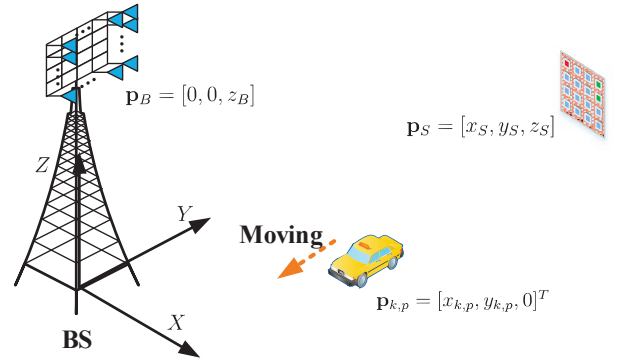 𝐩_B = [0, 0, z_B]
𝐩_S = [x_S, y_S, z_S]
Z
Y
Moving
𝐩_{k,p} = [x_{k,p}, y_{k,p}, 0]^T
X
BS